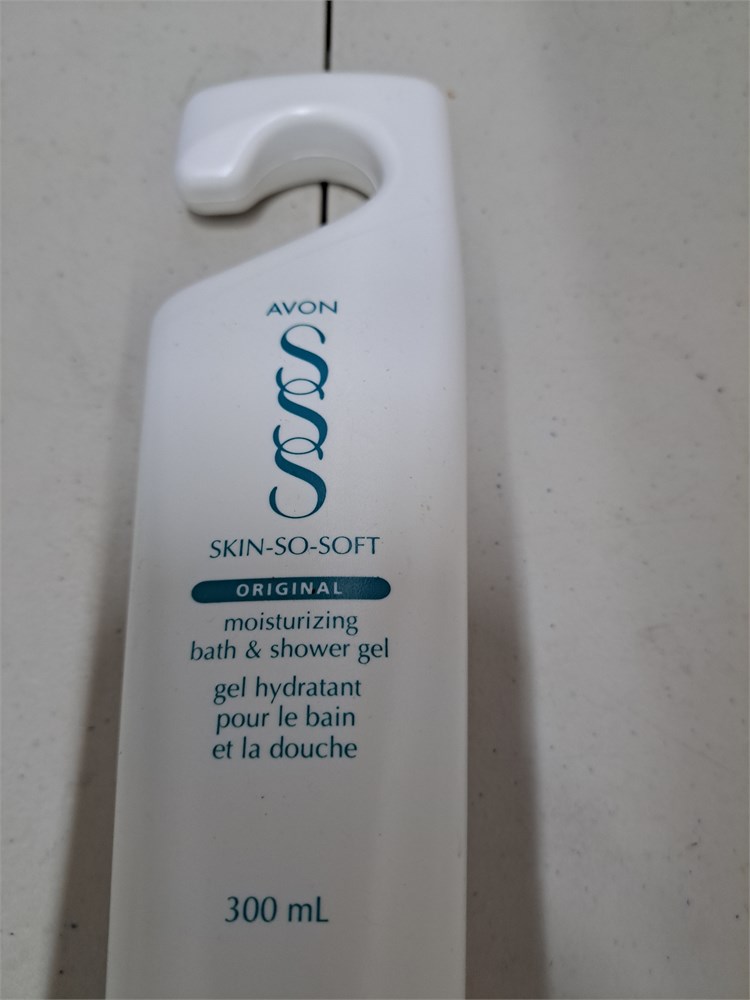 AVON
SSS
SKIN-SO-SOFT
ORIGINAL
moisturizing
bath & shower gel
gel hydratant
pour le bain
et la douche
300 mL